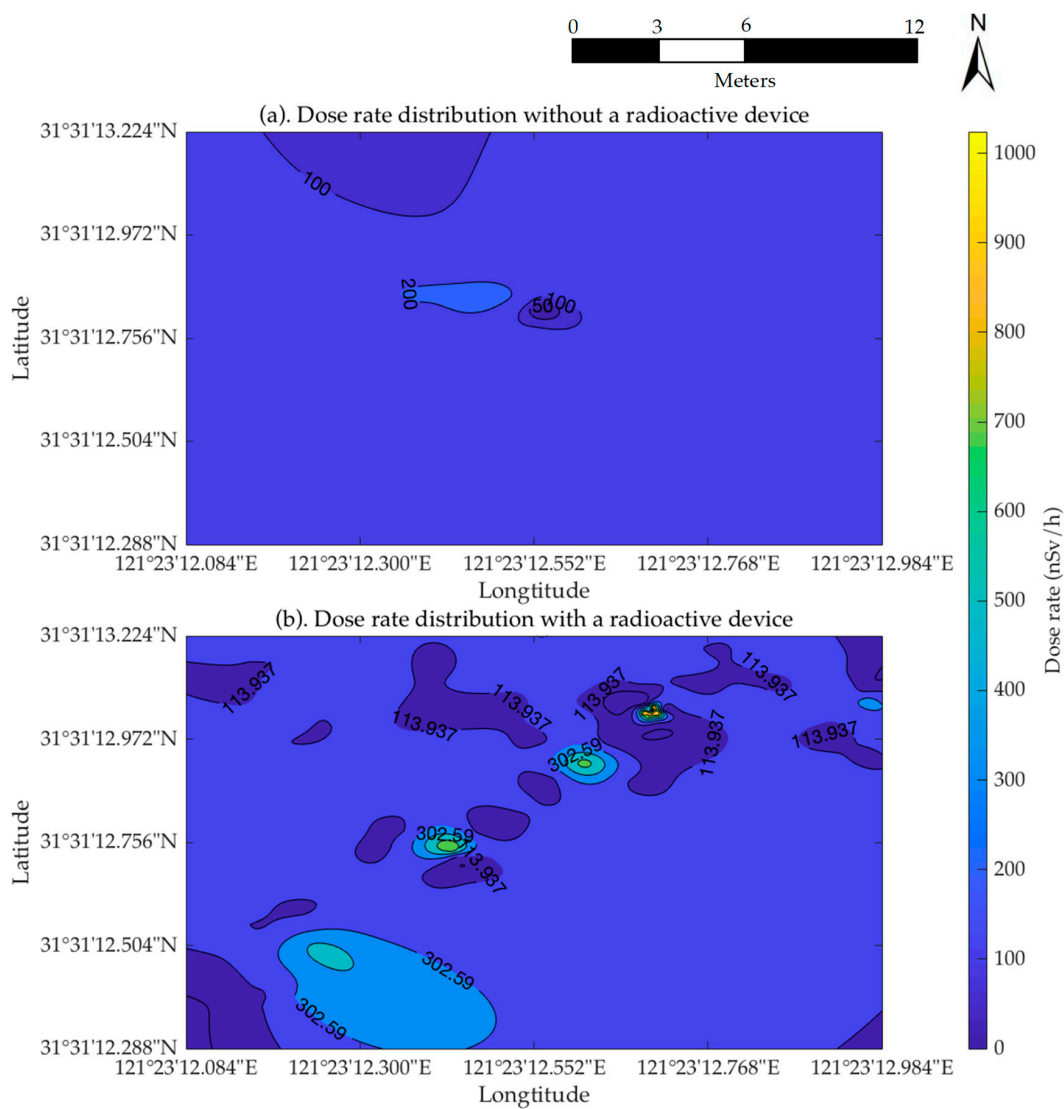 0 3 6 12
Meters
N
(a). Dose rate distribution without a radioactive device
31°31'13.224"N
31°31'12.972"N
31°31'12.756"N
31°31'12.504"N
31°31'12.288"N
Latitude
100
200
50
100
121°23'12.084"E 121°23'12.300"E 121°23'12.552"E 121°23'12.768"E 121°23'12.984"E
Longtitude
(b). Dose rate distribution with a radioactive device
31°31'13.224"N
31°31'12.972"N
31°31'12.756"N
31°31'12.504"N
31°31'12.288"N
Latitude
113.937
113.937
113.937
113.937
113.937
113.937
113.937
302.59
302.59
113.937
302.59
302.59
121°23'12.084"E 121°23'12.300"E 121°23'12.552"E 121°23'12.768"E 121°23'12.984"E
Longtitude
1000
900
800
700
600
500
400
300
200
100
0
Dose rate (nSv/h)